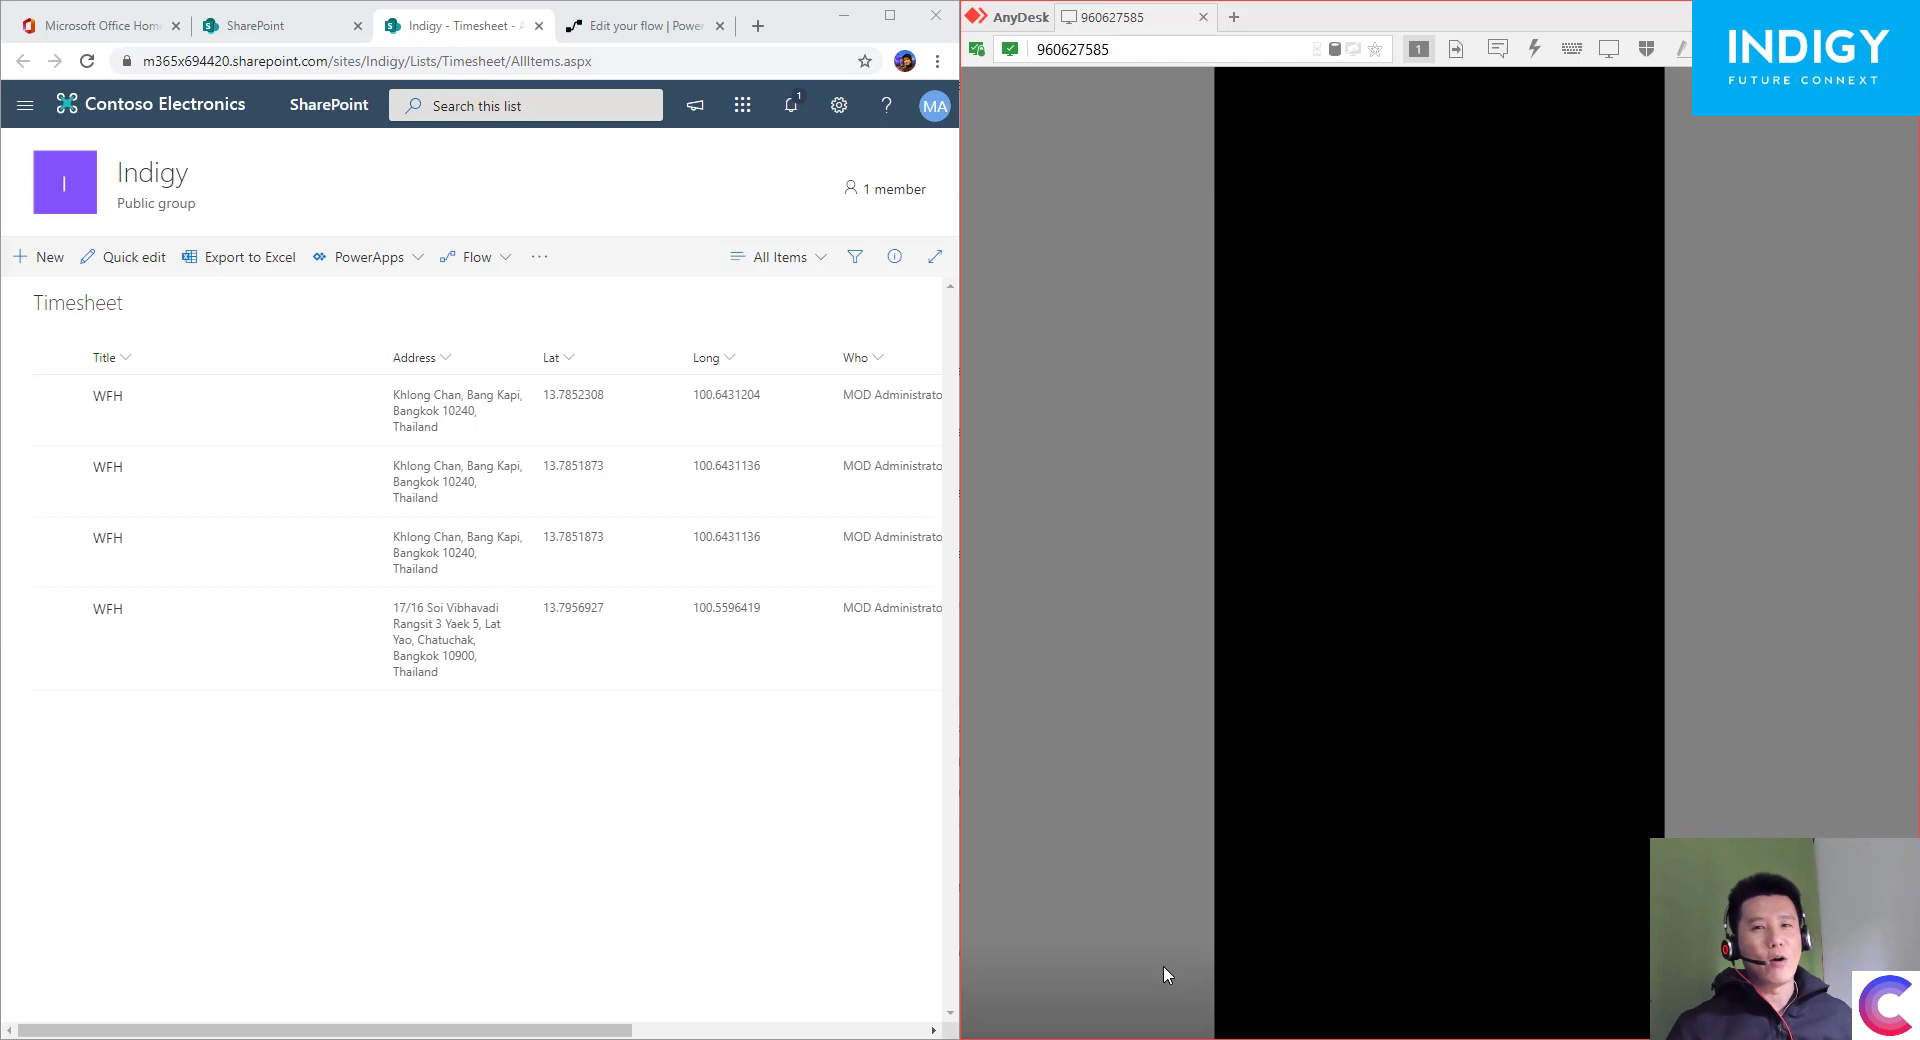 Microsoft Office Hom
SharePoint
Indigy - Timesheet - A
Edit your flow | Power
m365x694420.sharepoint.com/sites/Indigy/Lists/Timesheet/AllItems.aspx
Contoso Electronics
SharePoint
Search this list
1
?
MA
I
Indigy
Public group
1 member
New
Quick edit
Export to Excel
PowerApps
Flow
...
All Items
Timesheet
Title
Address
Lat
Long
Who
WFH
Khlong Chan, Bang Kapi,
Bangkok 10240,
Thailand
13.7852308
100.6431204
MOD Administrato
WFH
Khlong Chan, Bang Kapi,
Bangkok 10240,
Thailand
13.7851873
100.6431136
MOD Administrato
WFH
Khlong Chan, Bang Kapi,
Bangkok 10240,
Thailand
13.7851873
100.6431136
MOD Administrato
WFH
17/16 Soi Vibhavadi
Rangsit 3 Yaek 5, Lat
Yao, Chatuchak,
Bangkok 10900,
Thailand
13.7956927
100.5596419
MOD Administrato
AnyDesk
960627585
960627585
1
INDIGY
FUTURE CONNEXT